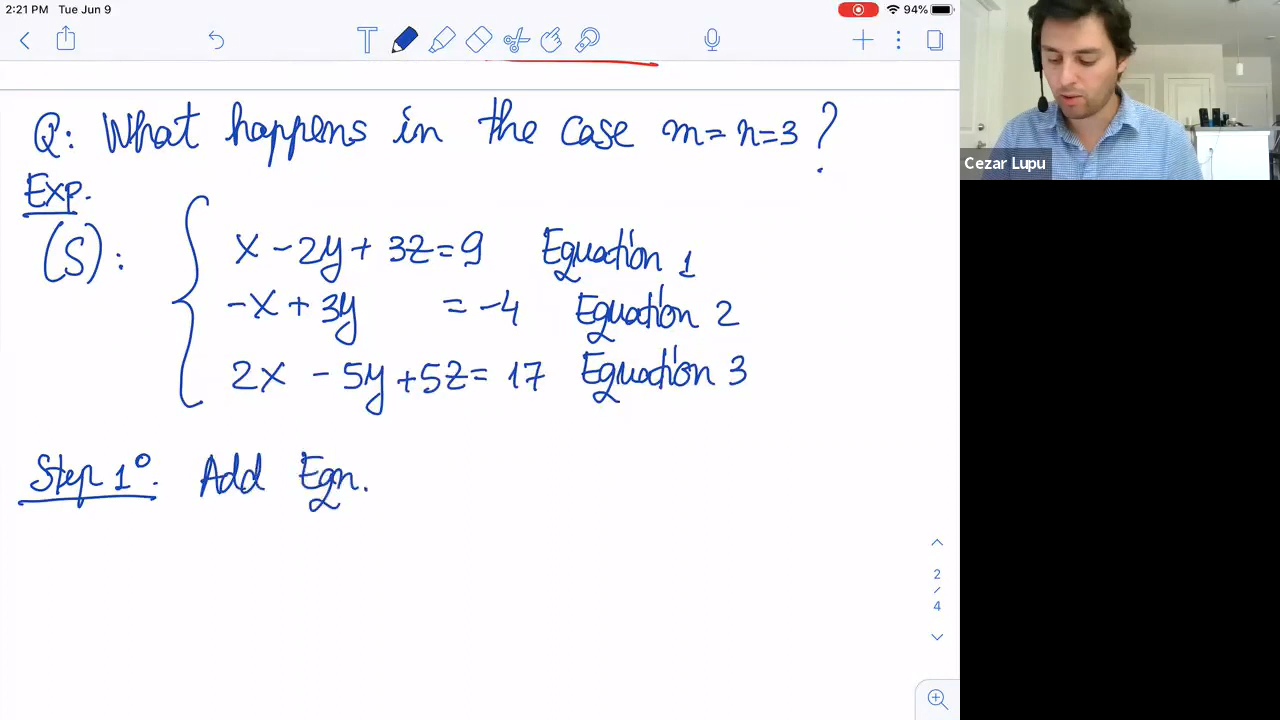 2:21 PM Tue Jun 9
94%
Q: What happens in the case m=n=3?
Exp.
(S):
x - 2y + 3z = 9 Equation 1
-x + 3y = -4 Equation 2
2x - 5y + 5z = 17 Equation 3
Step 1°. Add Eqn.
2
/
4
Cezar Lupu